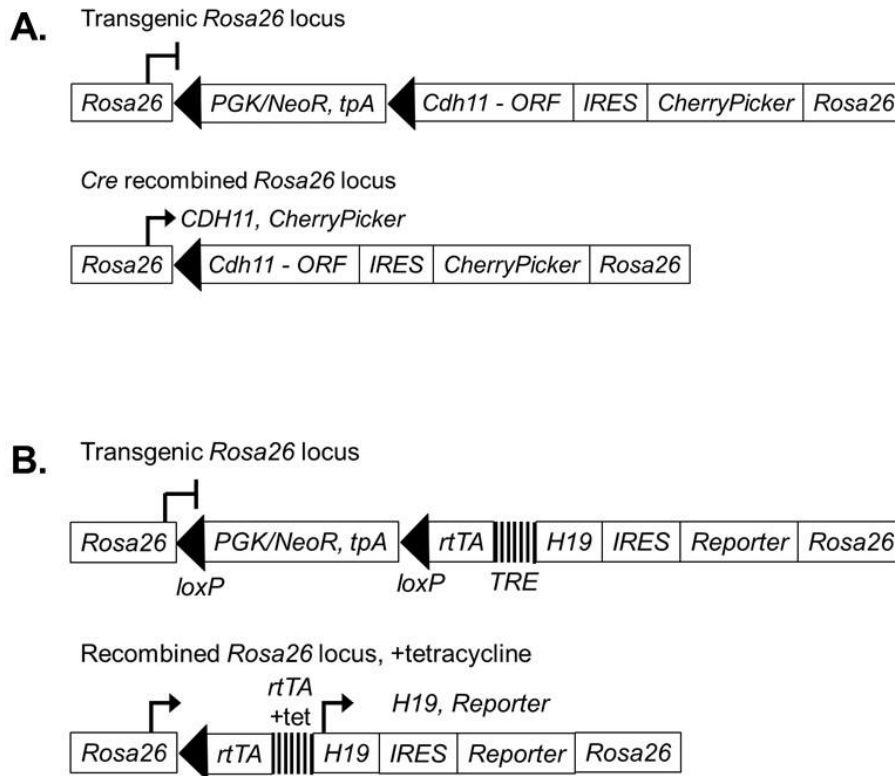 A.
Transgenic Rosa26 locus
Rosa26 PGK/NeoR, tpA Cdh11 - ORF IRES CherryPicker Rosa26
Cre recombined Rosa26 locus
CDH11, CherryPicker
Rosa26 Cdh11 - ORF IRES CherryPicker Rosa26
B.
Transgenic Rosa26 locus
Rosa26 PGK/NeoR, tpA rtTA H19 IRES Reporter Rosa26
loxP loxP TRE
Recombined Rosa26 locus, +tetracycline
rtTA
+tet H19, Reporter
Rosa26 rtTA H19 IRES Reporter Rosa26